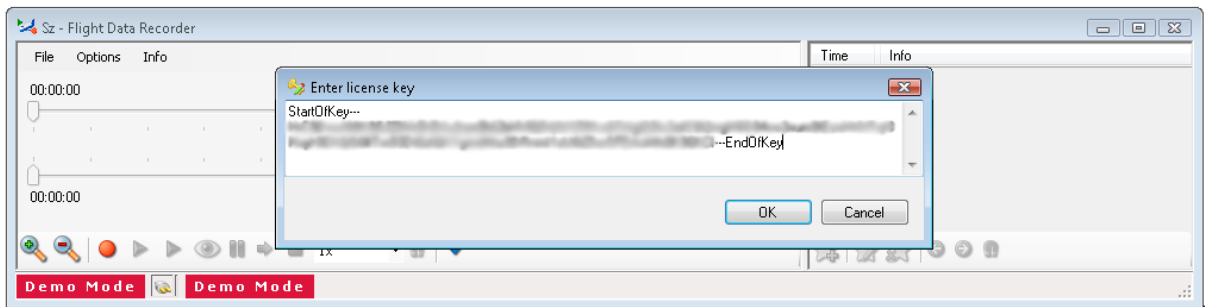 Sz - Flight Data Recorder
File Options Info
Time Info
00:00:00
Enter license key
StartOfKey---
---EndOfKey
00:00:00
OK Cancel
1x
Demo Mode Demo Mode